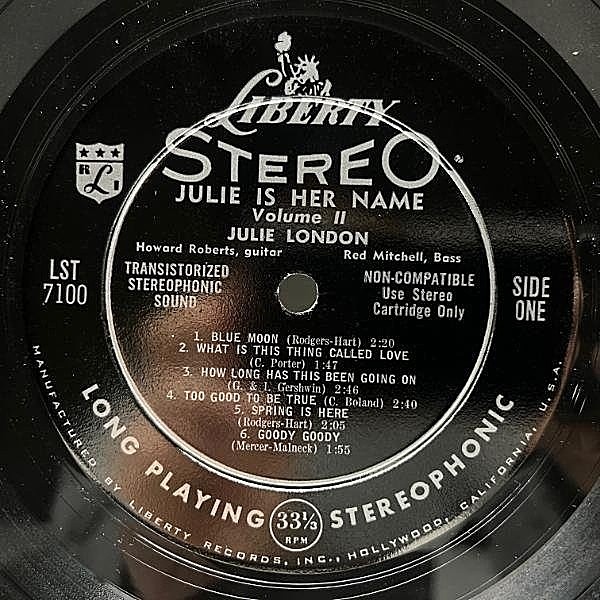 LIBERTY
STEREO
JULIE IS HER NAME
Volume II
JULIE LONDON
Howard Roberts, guitar Red Mitchell, Bass
R L I
LST
7100
TRANSISTORIZED
STEREOPHONIC
SOUND
NON-COMPATIBLE
Use Stereo
Cartridge Only
SIDE
ONE
1. BLUE MOON (Rodgers-Hart) 2:20
2. WHAT IS THIS THING CALLED LOVE
(C. Porter) 1:47
3. HOW LONG HAS THIS BEEN GOING ON
(G. & I. Gershwin) 2:46
4. TOO GOOD TO BE TRUE (C. Boland) 2:40
5. SPRING IS HERE
(Rodgers-Hart) 2:05
6. GOODY GOODY
(Mercer-Malneck) 1:55
LONG PLAYING 33⅓ RPM STEREOPHONIC
MANUFACTURED BY LIBERTY RECORDS, INC., HOLLYWOOD, CALIFORNIA, U.S.A.